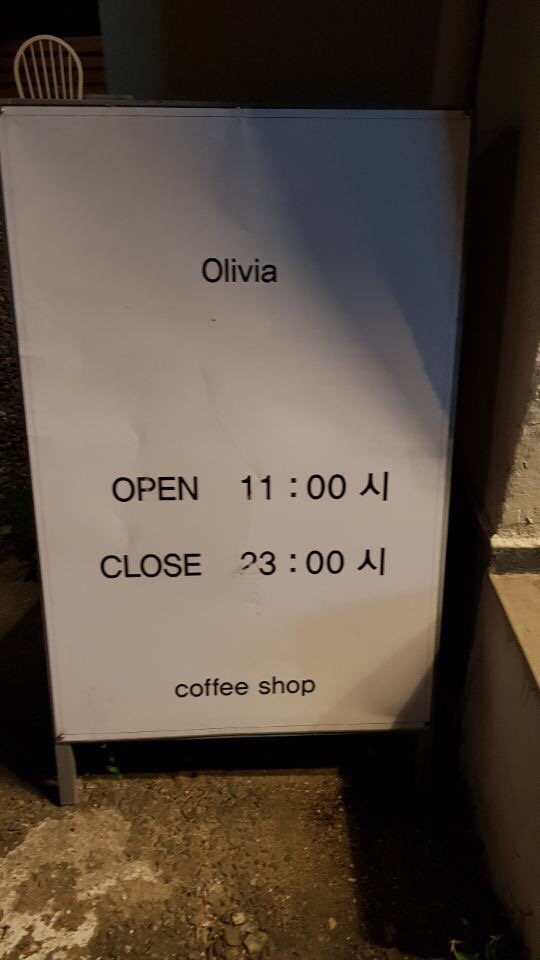 Olivia
OPEN 11 : 00 시
CLOSE 23 : 00 시
coffee shop